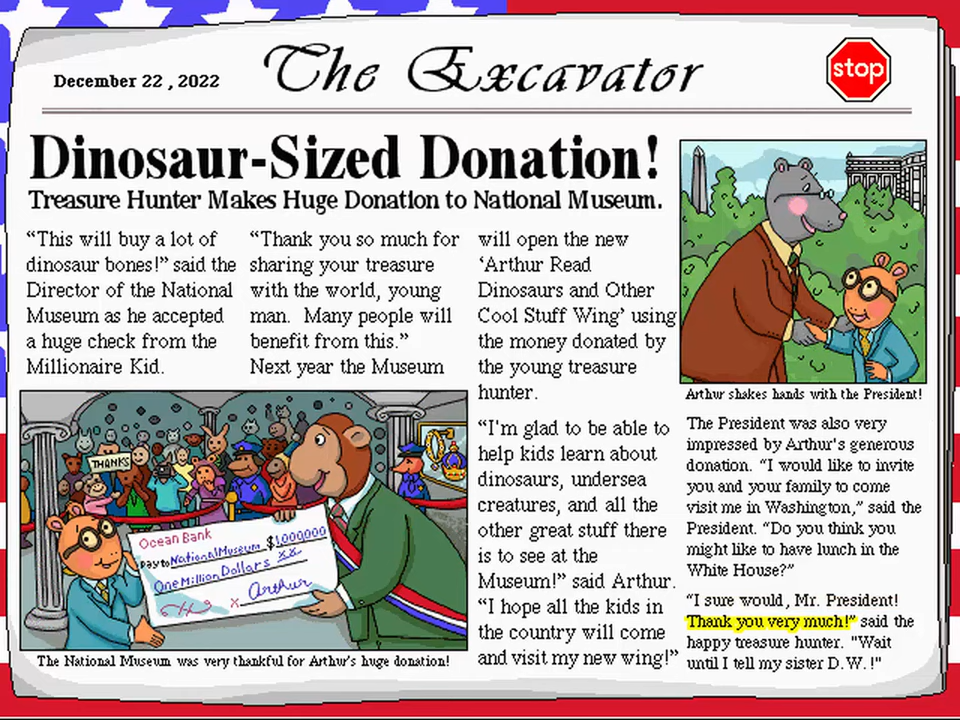 December 22 , 2022
The Excavator
stop
Dinosaur-Sized Donation!
Treasure Hunter Makes Huge Donation to National Museum.
“This will buy a lot of
dinosaur bones!” said the
Director of the National
Museum as he accepted
a huge check from the
Millionaire Kid.
“Thank you so much for
sharing your treasure
with the world, young
man.  Many people will
benefit from this.”
Next year the Museum
will open the new
‘Arthur Read
Dinosaurs and Other
Cool Stuff Wing’ using
the money donated by
the young treasure
hunter.
“I'm glad to be able to
help kids learn about
dinosaurs, undersea
creatures, and all the
other great stuff there
is to see at the
Museum!” said Arthur.
“I hope all the kids in
the country will come
and visit my new wing!”
THANKS
Ocean Bank
Pay to National Museum $1,000,000
One Million Dollars xx
x Arthur
The National Museum was very thankful for Arthur's huge donation!
Arthur shakes hands with the President!
The President was also very
impressed by Arthur's generous
donation. “I would like to invite
you and your family to come
visit me in Washington,” said the
President. “Do you think you
might like to have lunch in the
White House?”
“I sure would, Mr. President!
Thank you very much!” said the
happy treasure hunter. "Wait
until I tell my sister D.W.!"